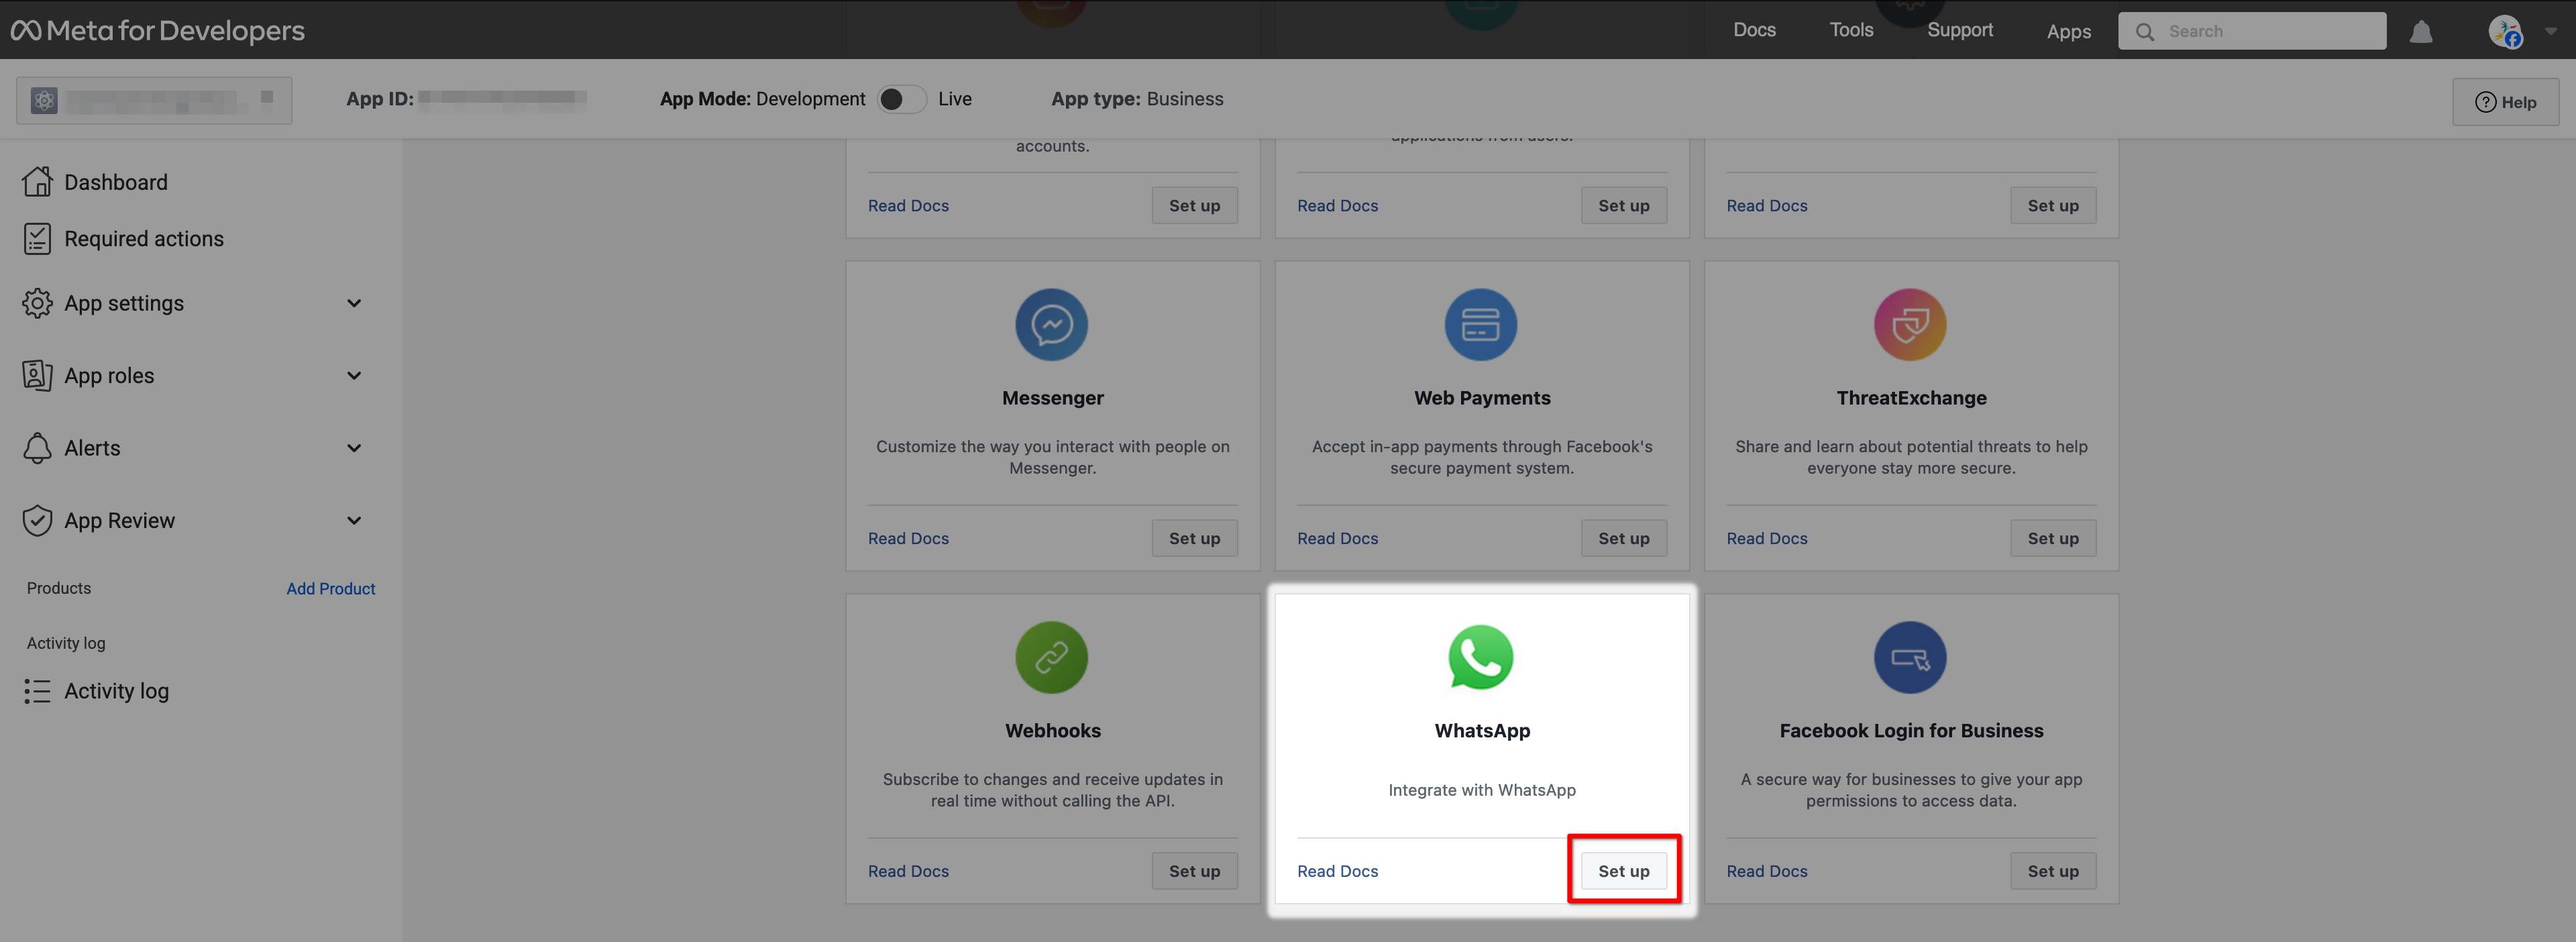 Meta for Developers
Docs
Tools
Support
Apps
Search
App ID:
App Mode: Development
Live
App type: Business
Help
Dashboard
Required actions
App settings
App roles
Alerts
App Review
Products
Add Product
Activity log
Activity log
accounts.
Read Docs
Set up
applications from users.
Read Docs
Set up
Read Docs
Set up
Messenger
Customize the way you interact with people on
Messenger.
Read Docs
Set up
Web Payments
Accept in-app payments through Facebook's
secure payment system.
Read Docs
Set up
ThreatExchange
Share and learn about potential threats to help
everyone stay more secure.
Read Docs
Set up
Webhooks
Subscribe to changes and receive updates in
real time without calling the API.
Read Docs
Set up
WhatsApp
Integrate with WhatsApp
Read Docs
Set up
Facebook Login for Business
A secure way for businesses to give your app
permissions to access data.
Read Docs
Set up